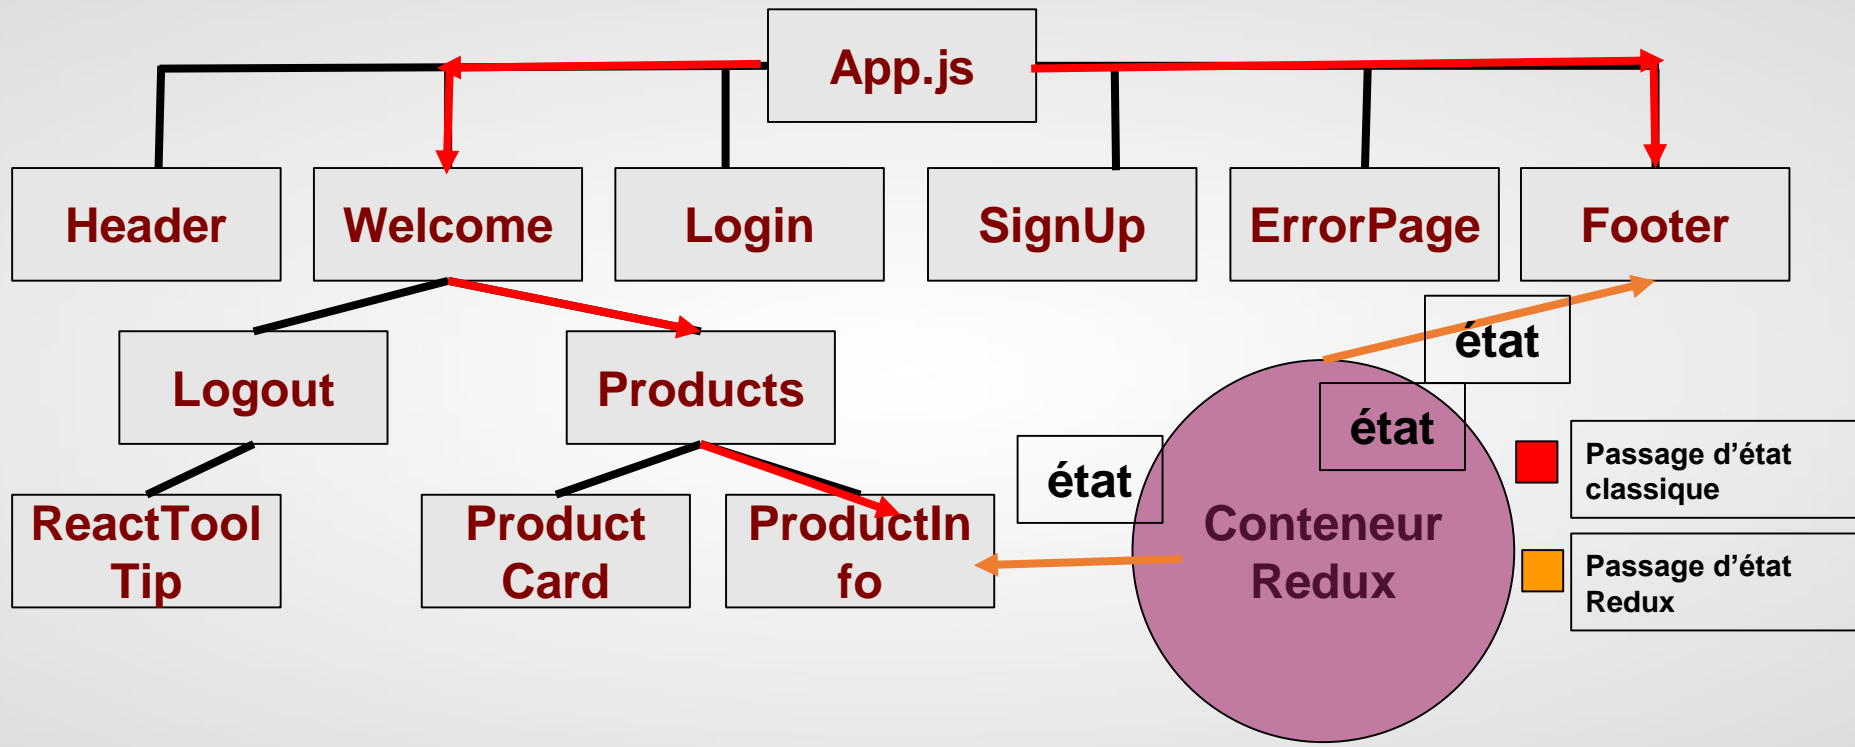 App.js
Header
Welcome
Login
SignUp
ErrorPage
Footer
Logout
Products
ReactTool
Tip
Product
Card
ProductIn
fo
état
état
état
Conteneur
Redux
Passage d’état
classique
Passage d’état
Redux